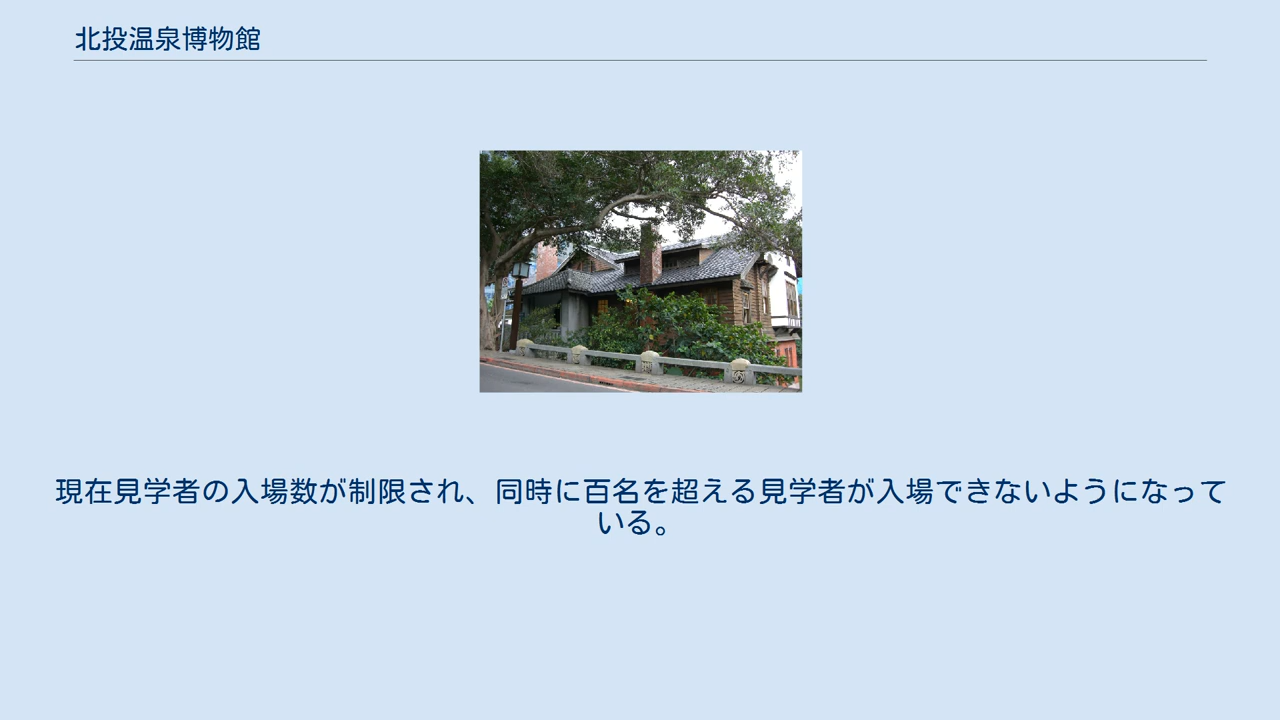 北投温泉博物館
現在見学者の入場数が制限され、同時に百名を超える見学者が入場できないようになって
いる。